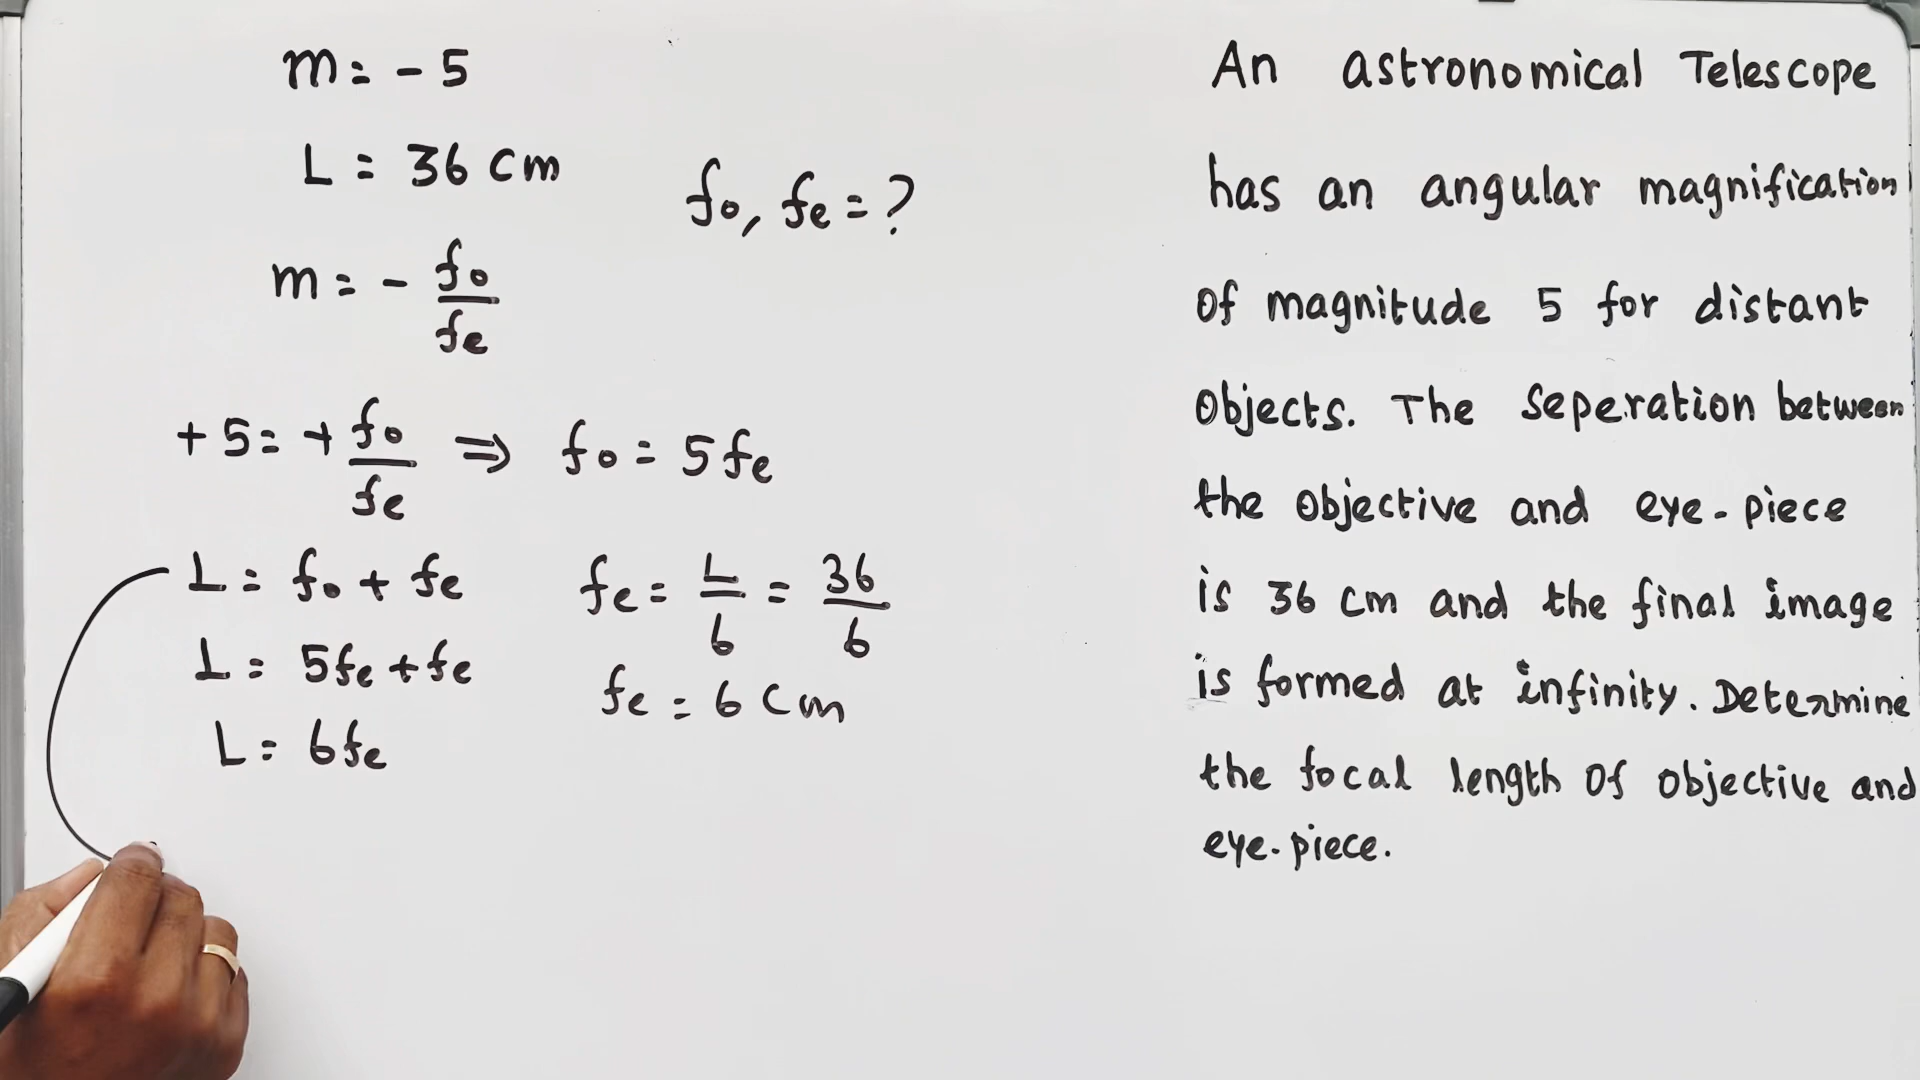 m = - 5
L = 36 cm
fo, fe = ?
m = - fo/fe
+ 5 = + fo/fe ⇒ fo = 5fe
L = fo + fe
L = 5fe + fe
L = 6fe
fe = L/6 = 36/6
fe = 6 cm
An astronomical Telescope
has an angular magnification
of magnitude 5 for distant
objects. The seperation between
the objective and eye-piece
is 36 cm and the final image
is formed at infinity. Determine
the focal length of objective and
eye-piece.